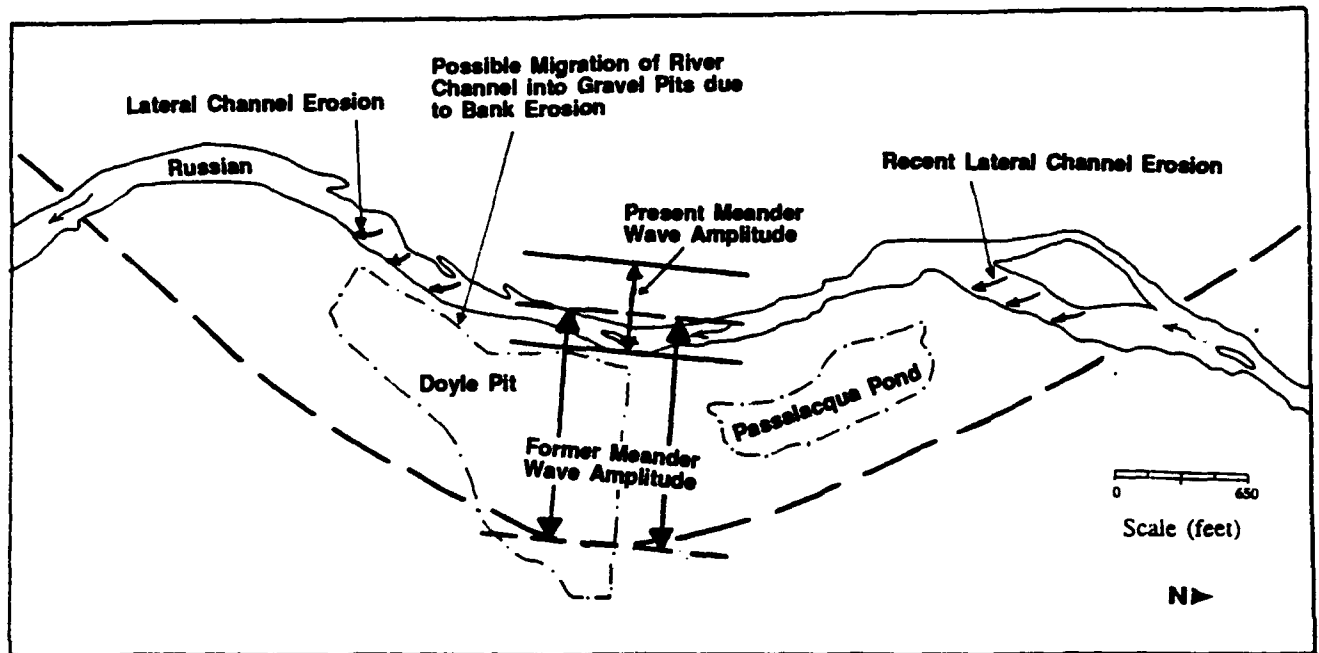 Possible Migration of River
Channel into Gravel Pits due
to Bank Erosion
Lateral Channel Erosion
Russian
Recent Lateral Channel Erosion
Present Meander
Wave Amplitude
Doyle Pit
Passalacqua Pond
Former Meander
Wave Amplitude
0 650
Scale (feet)
N